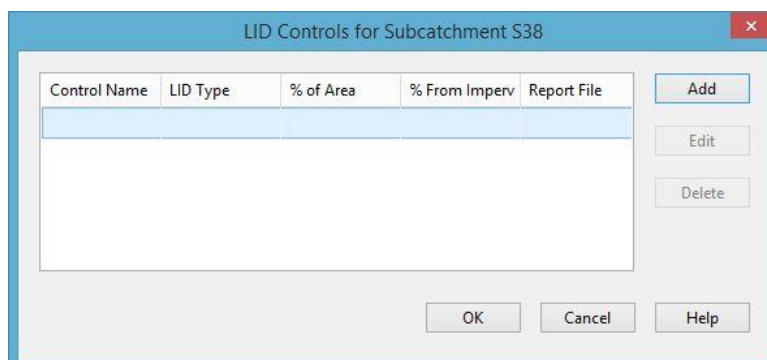 LID Controls for Subcatchment S38
Control Name LID Type % of Area % From Imperv Report File
Add
Edit
Delete
OK Cancel Help